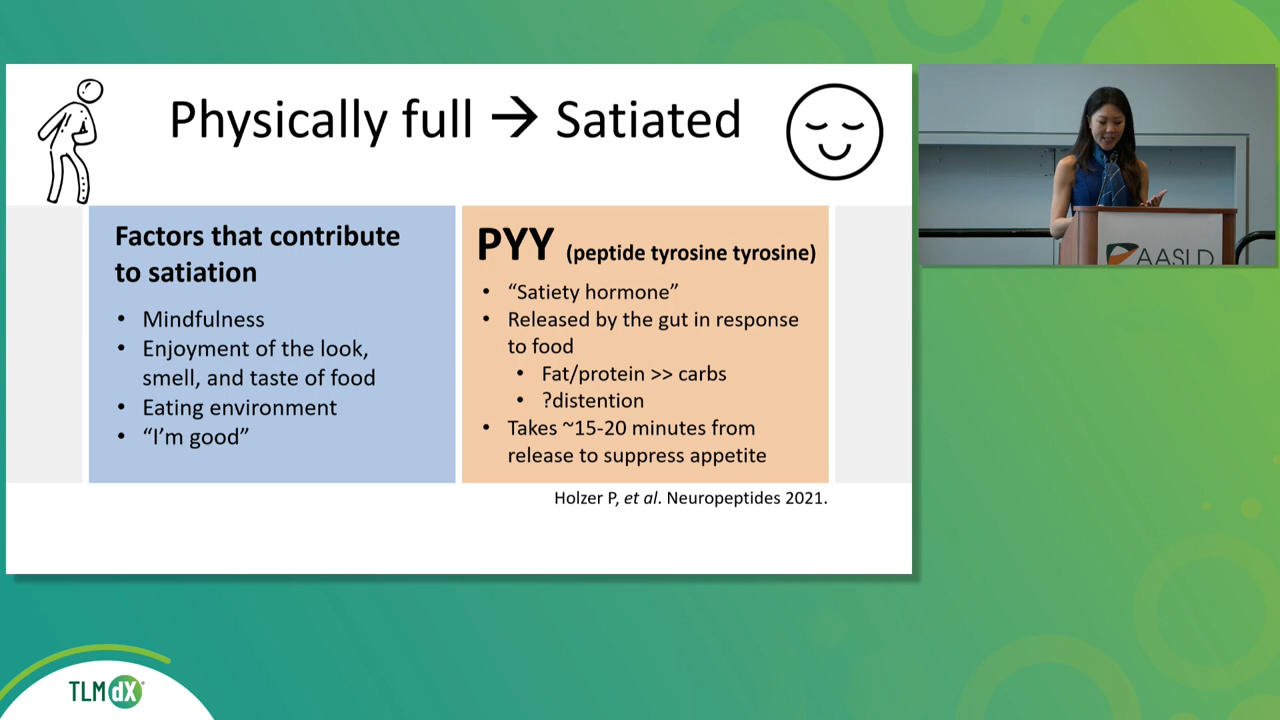 Physically full → Satiated
Factors that contribute
to satiation
• Mindfulness
• Enjoyment of the look,
smell, and taste of food
• Eating environment
• “I’m good”
PYY (peptide tyrosine tyrosine)
• “Satiety hormone”
• Released by the gut in response
to food
• Fat/protein >> carbs
• ?distention
• Takes ~15-20 minutes from
release to suppress appetite
Holzer P, et al. Neuropeptides 2021.
AASLD
TLMdX